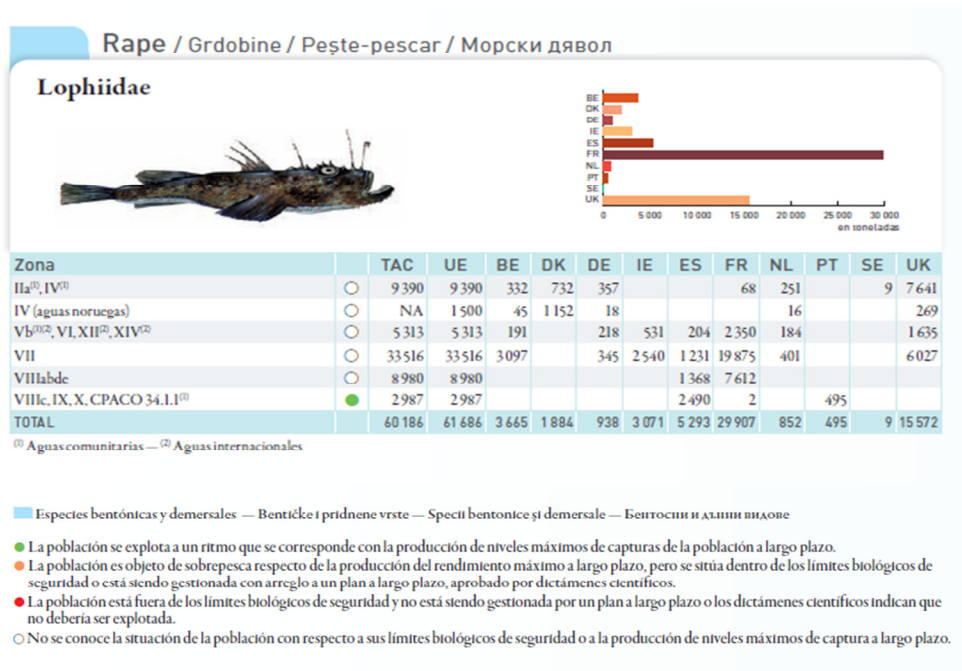 Rape / Grdobine / Pește-pescar / Морски дявол
Lophiidae
BE
DK
DE
IE
ES
FR
NL
PT
SE
UK
0 5 000 10 000 15 000 20 000 25 000 30 000
en toneladas
Zona TAC UE BE DK DE IE ES FR NL PT SE UK
IIa(1), IV(1) 9 390 9 390 332 732 357 68 251 9 7 641
IV (aguas noruegas) NA 1 500 45 1 152 18 16 269
Vb(1)(2), VI, XII(2), XIV(2) 5 313 5 313 191 218 531 204 2 350 184 1 635
VII 33 516 33 516 3 097 345 2 540 1 231 19 875 401 6 027
VIIIabde 8 980 8 980 1 368 7 612
VIIIc, IX, X, CPACO 34.1.1(1) 2 987 2 987 2 490 2 495
TOTAL 60 186 61 686 3 665 1 884 938 3 071 5 293 29 907 852 495 9 15 572
(1) Aguas comunitarias — (2) Aguas internacionales
Especies bentónicas y demersales — Bentičke i pridnene vrste — Specii bentonice și demersale — Бентосни и дънни видове
La población se explota a un ritmo que se corresponde con la producción de niveles máximos de capturas de la población a largo plazo.
La población es objeto de sobrepesca respecto de la producción del rendimiento máximo a largo plazo, pero se sitúa dentro de los límites biológicos de
seguridad o está siendo gestionada con arreglo a un plan a largo plazo, aprobado por dictámenes científicos.
La población está fuera de los límites biológicos de seguridad y no está siendo gestionada por un plan a largo plazo o los dictámenes científicos indican que
no debería ser explotada.
No se conoce la situación de la población con respecto a sus límites biológicos de seguridad o a la producción de niveles máximos de captura a largo plazo.